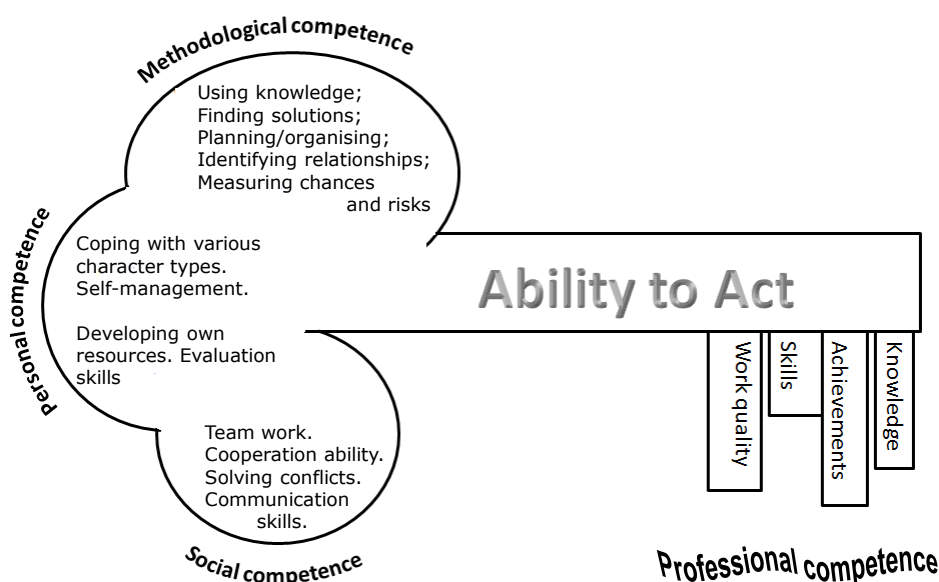 Methodological competence
Using knowledge;
Finding solutions;
Planning/organising;
Identifying relationships;
Measuring chances
and risks
Personal competence
Coping with various
character types.
Self-management.
Developing own
resources. Evaluation
skills
Ability to Act
Work quality
Skills
Achievements
Knowledge
Team work.
Cooperation ability.
Solving conflicts.
Communication
skills.
Social competence
Professional competence